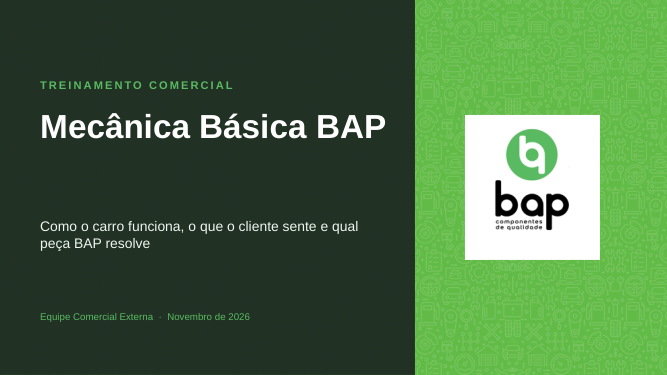 TREINAMENTO COMERCIAL
Mecânica Básica BAP
Como o carro funciona, o que o cliente sente e qual
peça BAP resolve
Equipe Comercial Externa · Novembro de 2026
bap
componentes
de qualidade